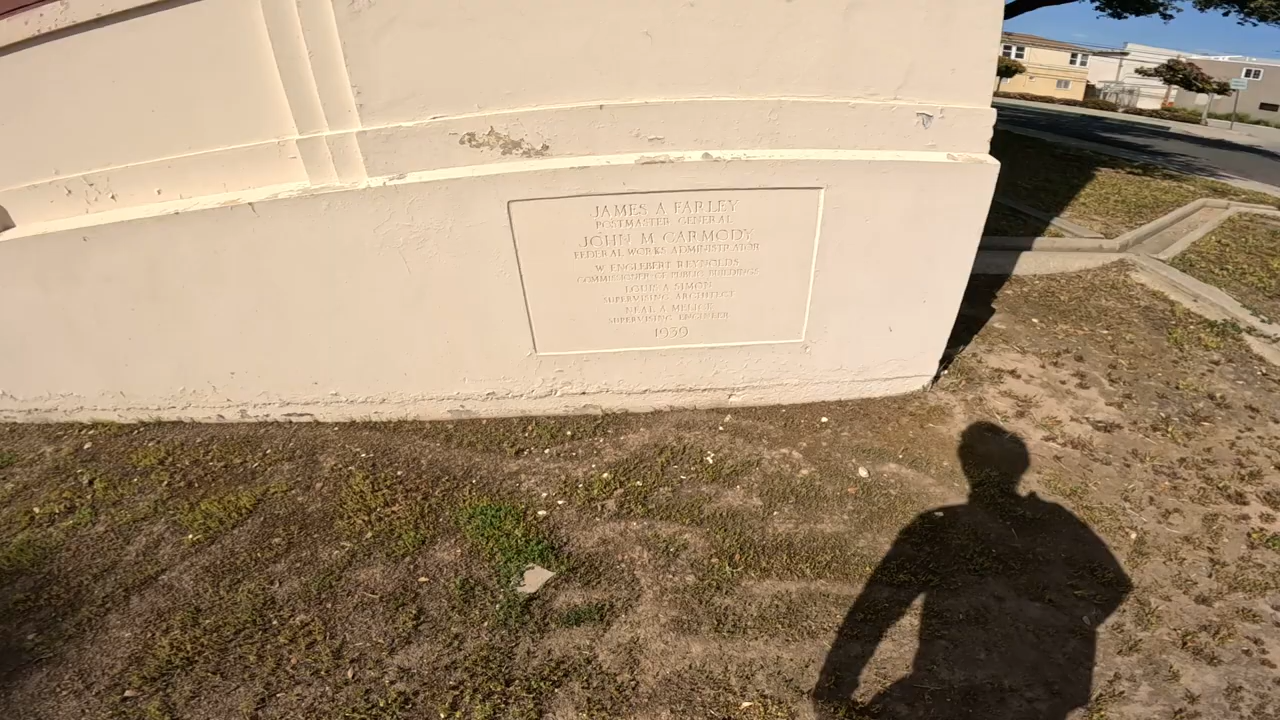 JAMES A FARLEY
POSTMASTER GENERAL
JOHN M CARMODY
FEDERAL WORKS ADMINISTRATOR
W ENGLEBERT REYNOLDS
COMMISSIONER OF PUBLIC BUILDINGS
LOUIS A SIMON
SUPERVISING ARCHITECT
NEAL A MELICK
SUPERVISING ENGINEER
1939